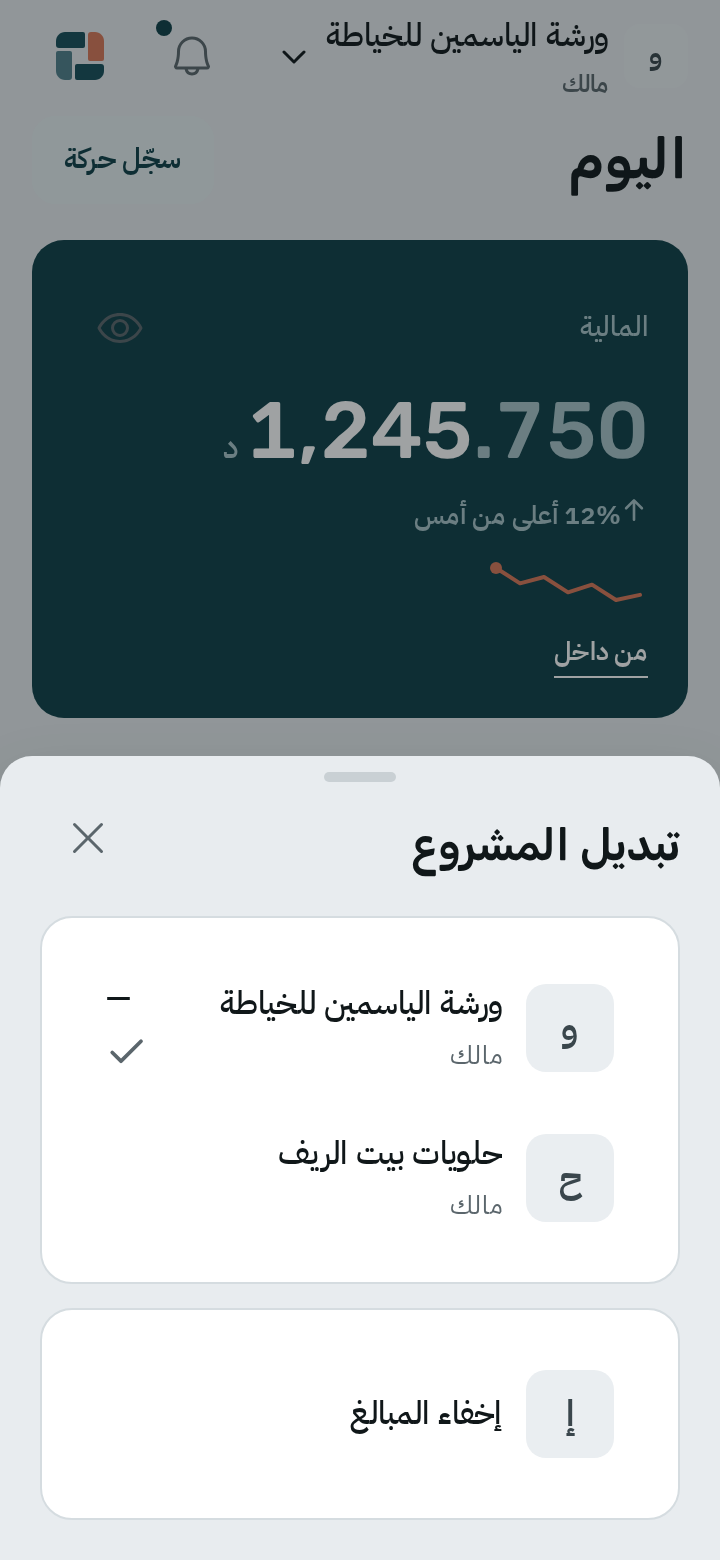 و
ورشة الياسمين للخياطة
مالك
اليوم
سجّل حركة
المالية
1,245.750 د
12% أعلى من أمس
من داخل
تبديل المشروع
و
ورشة الياسمين للخياطة
—
مالك
ح
حلويات بيت الريف
مالك
إ
إخفاء المبالغ